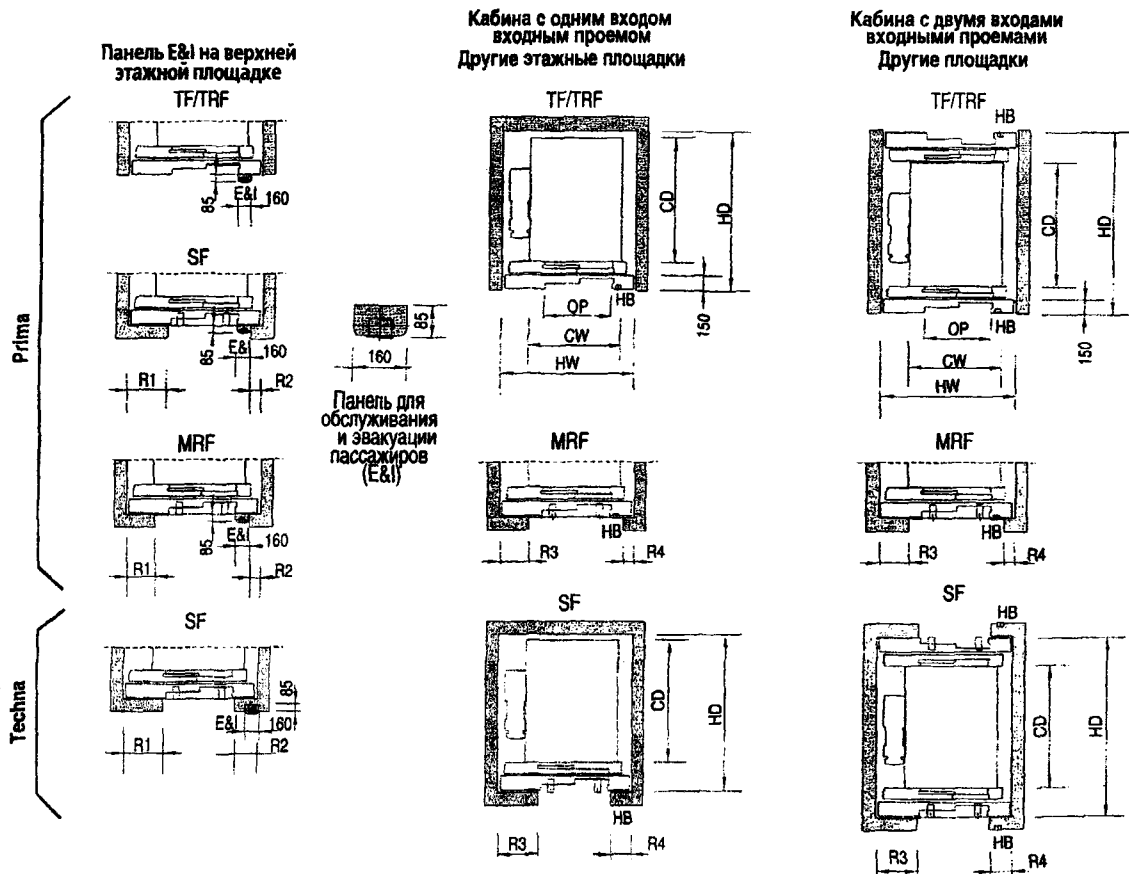 Панель E&I на верхней
этажной площадке
Кабина с одним входом
входным проемом
Другие этажные площадки
Кабина с двумя входами
входными проемами
Другие площадки
Prima
TF/TRF
85
E&I
160
TF/TRF
CD
HD
HB
OP
150
CW
HW
TF/TRF
HB
CD
HD
HB
OP
150
CW
HW
SF
85
E&I
160
R1
R2
85
160
Панель для
обслуживания
и эвакуации
пассажиров
(E&I)
MRF
85
E&I
160
R1
R2
MRF
HB
R3
R4
MRF
HB
R3
R4
Techna
SF
85
E&I
160
R1
R2
SF
CD
HD
HB
R3
R4
SF
HB
CD
HD
HB
R3
R4